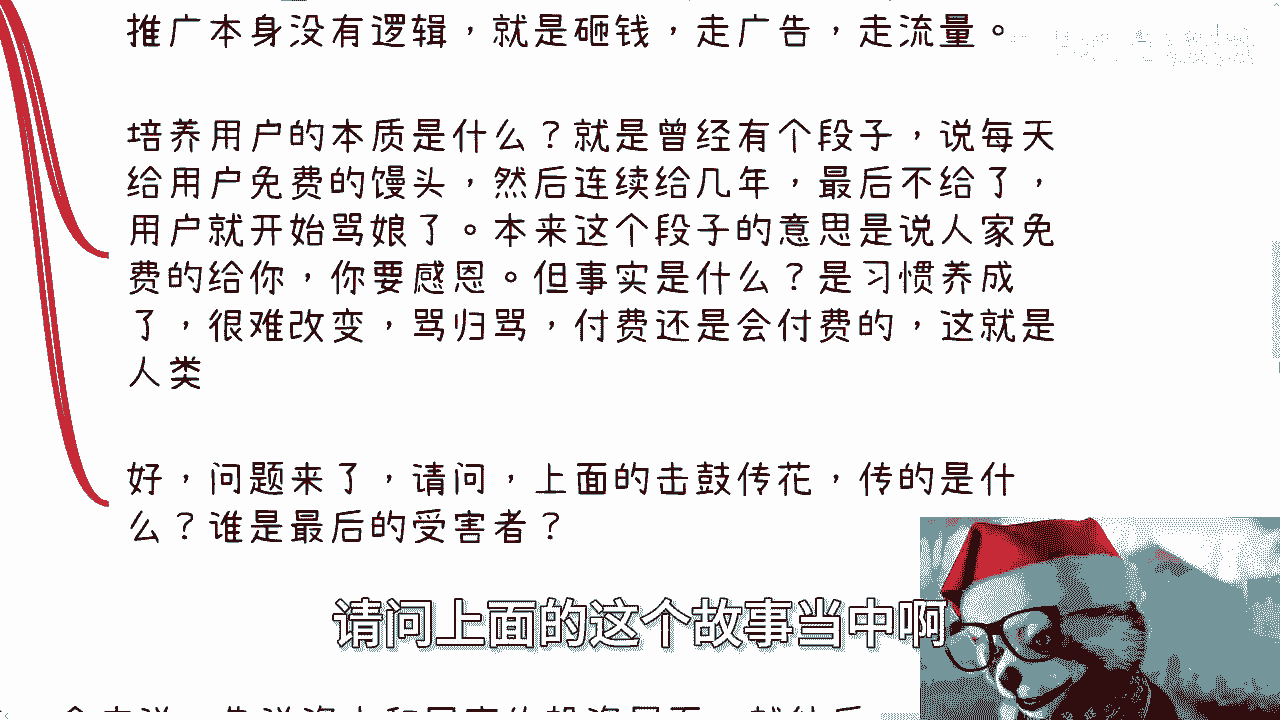 推广本身没有逻辑，就是砸钱，走广告，走流量。
培养用户的本质是什么？就是曾经有个段子，说每天
给用户免费的馒头，然后连续给几年，最后不给了，
用户就开始骂娘了。本来这个段子的意思是说人家免
费的给你，你要感恩。但事实是什么？是习惯养成
了，很难改变，骂归骂，付费还是会付费的，这就是
人类
好，问题来了，请问，上面的击鼓传花，传的是什
么？谁是最后的受害者？
请问上面的这个故事当中啊